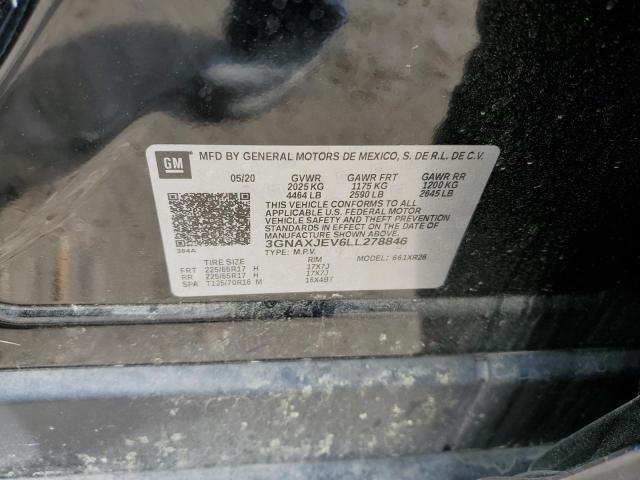 GM
MFD BY GENERAL MOTORS DE MEXICO, S. DE R.L. DE C.V.
05/20 GVWR GAWR FRT GAWR RR
2025 KG 1175 KG 1200 KG
4464 LB 2590 LB 2645 LB
THIS VEHICLE CONFORMS TO ALL
APPLICABLE U.S. FEDERAL MOTOR
VEHICLE SAFETY AND THEFT PREVENTION
STANDARDS IN EFFECT ON THE DATE OF
MANUFACTURE SHOWN ABOVE.
384A 3GNAXJEV6LL278846
TYPE: M.P.V. MODEL: 661XR26
TIRE SIZE RIM
FRT 225/65R17 H 17X7J
RR 225/65R17 H 17X7J
SPA T135/70R16 M 16X4BT